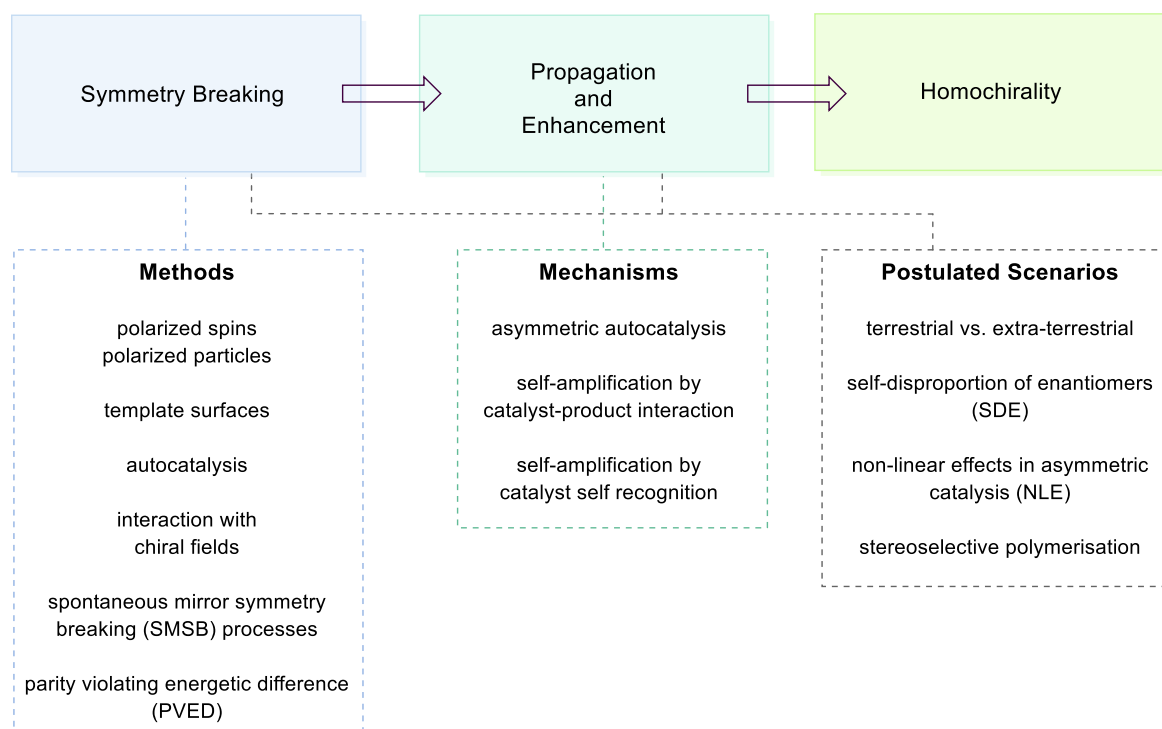 Symmetry Breaking
Propagation
and
Enhancement
Homochirality
Methods
polarized spins
polarized particles
template surfaces
autocatalysis
interaction with
chiral fields
spontaneous mirror symmetry
breaking (SMSB) processes
parity violating energetic difference
(PVED)
Mechanisms
asymmetric autocatalysis
self-amplification by
catalyst-product interaction
self-amplification by
catalyst self recognition
Postulated Scenarios
terrestrial vs. extra-terrestrial
self-disproportion of enantiomers
(SDE)
non-linear effects in asymmetric
catalysis (NLE)
stereoselective polymerisation